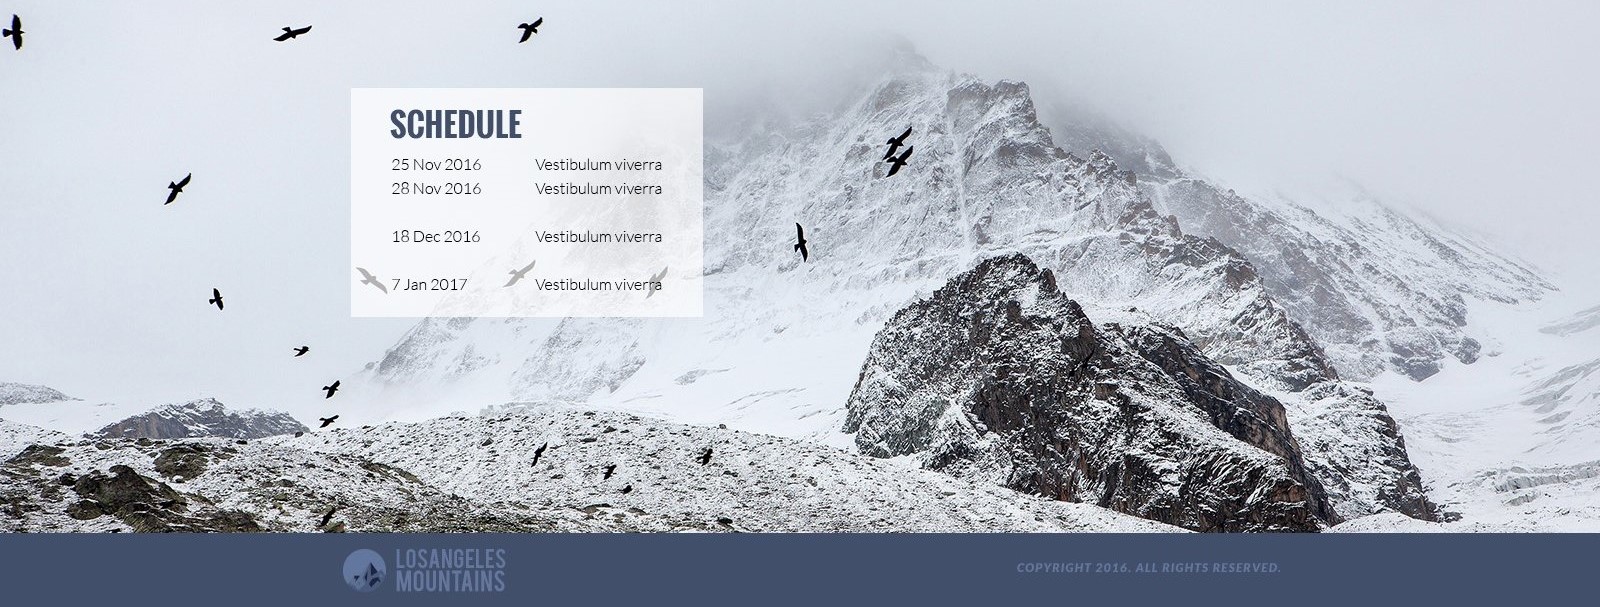 SCHEDULE
25 Nov 2016 Vestibulum viverra
28 Nov 2016 Vestibulum viverra
18 Dec 2016 Vestibulum viverra
7 Jan 2017 Vestibulum viverra
LOSANGELES
MOUNTAINS
COPYRIGHT 2016. ALL RIGHTS RESERVED.